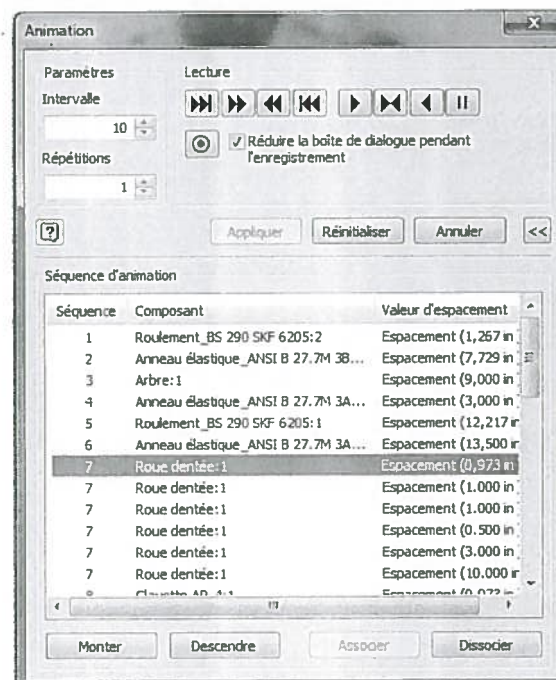 Animation
Paramètres
Lecture
Intervalle
10
Réduire la boîte de dialogue pendant
l'enregistrement
Répétitions
1
Appliquer
Réinitialiser
Annuler
<<
Séquence d'animation
Séquence Composant Valeur d'espacement
1 Roulement_BS 290 SKF 6205:2 Espacement (1,267 in
2 Anneau élastique_ANSI B 27.7M 3B... Espacement (7,729 in
3 Arbre:1 Espacement (9,000 in
4 Anneau élastique_ANSI B 27.7M 3A... Espacement (3,000 in
5 Roulement_BS 290 SKF 6205:1 Espacement (12,217 in
6 Anneau élastique_ANSI B 27.7M 3A... Espacement (13,500 in
7 Roue dentée:1 Espacement (0,973 in
7 Roue dentée:1 Espacement (1.000 in
7 Roue dentée:1 Espacement (1.000 in
7 Roue dentée:1 Espacement (0.500 in
7 Roue dentée:1 Espacement (3.000 in
7 Roue dentée:1 Espacement (10.000 ir
Monter
Descendre
Associer
Dissocier